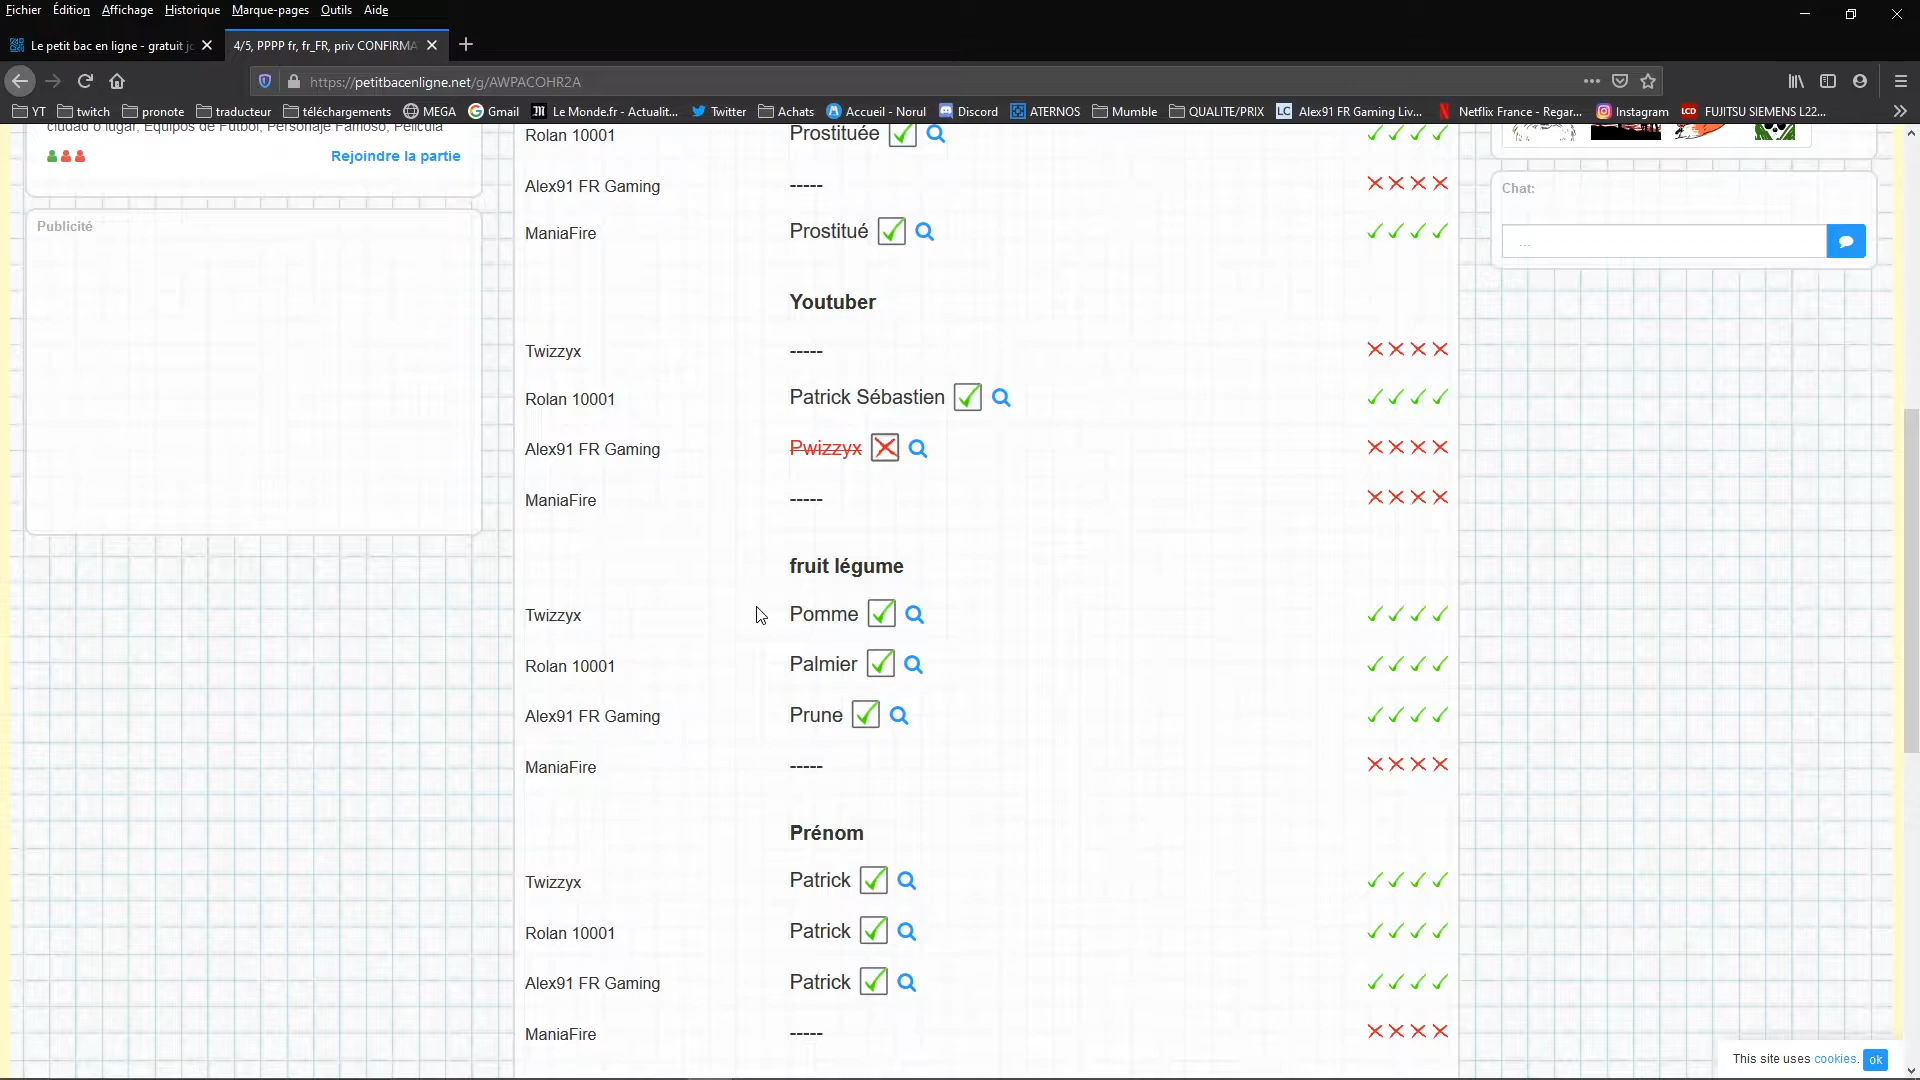 Fichier Édition Affichage Historique Marque-pages Outils Aide
Le petit bac en ligne - gratuit jo
4/5, PPPP fr, fr_FR, priv CONFIRMA
https://petitbacenligne.net/g/AWPACOHR2A
YT twitch pronote traducteur téléchargements MEGA Gmail Le Monde.fr - Actualit... Twitter Achats Accueil - Norul Discord ATERNOS Mumble QUALITE/PRIX LC Alex91 FR Gaming Liv... Netflix France - Regar... Instagram LCD FUJITSU SIEMENS L22...
ciudad o lugar, Equipos de Futbol, Personaje Famoso, Película
Rejoindre la partie
Publicité
Rolan 10001 Prostituée
Alex91 FR Gaming -----
ManiaFire Prostitué
Youtuber
Twizzyx -----
Rolan 10001 Patrick Sébastien
Alex91 FR Gaming Pwizzyx
ManiaFire -----
fruit légume
Twizzyx Pomme
Rolan 10001 Palmier
Alex91 FR Gaming Prune
ManiaFire -----
Prénom
Twizzyx Patrick
Rolan 10001 Patrick
Alex91 FR Gaming Patrick
ManiaFire -----
Chat:
...
This site uses cookies. ok